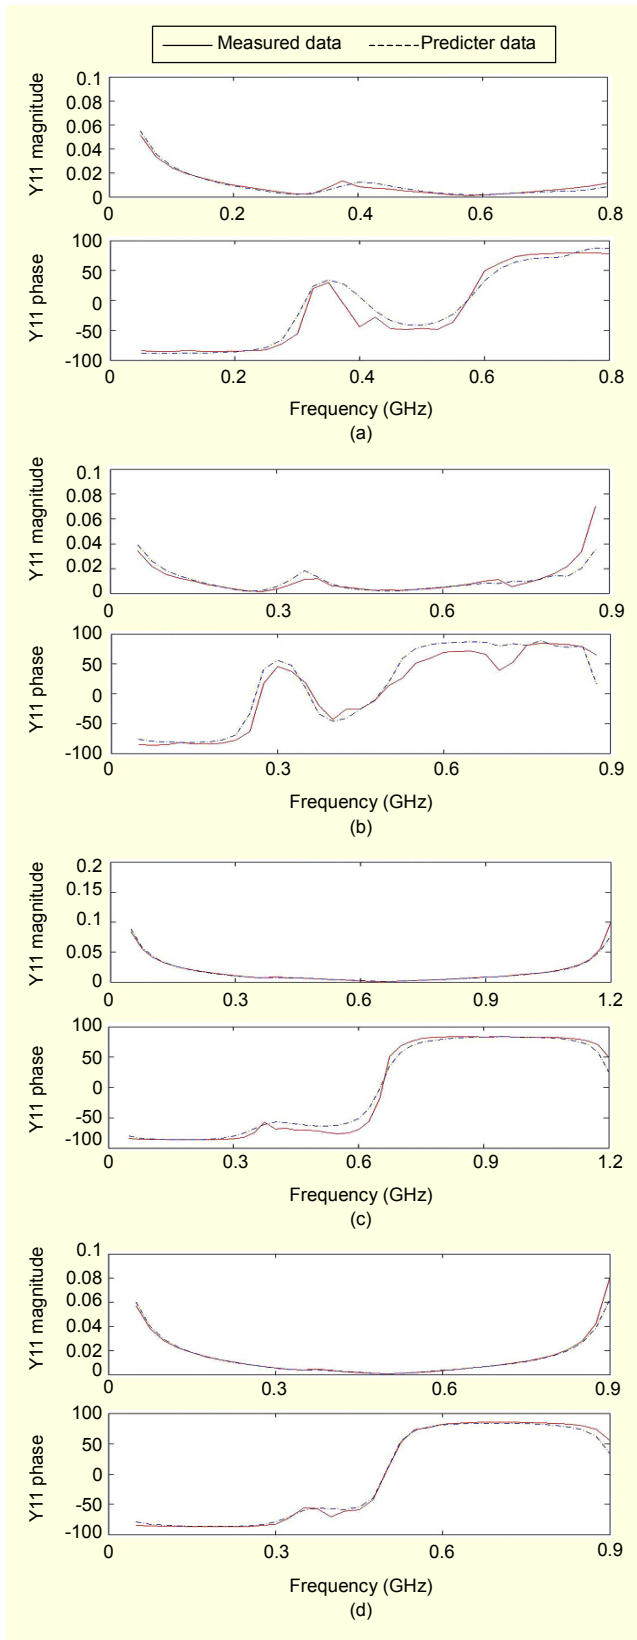 Measured data Predicter data
Y11 magnitude
0.1
0.08
0.06
0.04
0.02
0
0 0.2 0.4 0.6 0.8
Y11 phase
100
50
0
-50
-100
0 0.2 0.4 0.6 0.8
Frequency (GHz)
(a)
Y11 magnitude
0.1
0.08
0.06
0.04
0.02
0
0 0.3 0.6 0.9
Y11 phase
100
50
0
-50
-100
0 0.3 0.6 0.9
Frequency (GHz)
(b)
Y11 magnitude
0.2
0.15
0.1
0.05
0
0 0.3 0.6 0.9 1.2
Y11 phase
100
50
0
-50
-100
0 0.3 0.6 0.9 1.2
Frequency (GHz)
(c)
Y11 magnitude
0.1
0.08
0.06
0.04
0.02
0
0 0.3 0.6 0.9
Y11 phase
100
50
0
-50
-100
0 0.3 0.6 0.9
Frequency (GHz)
(d)